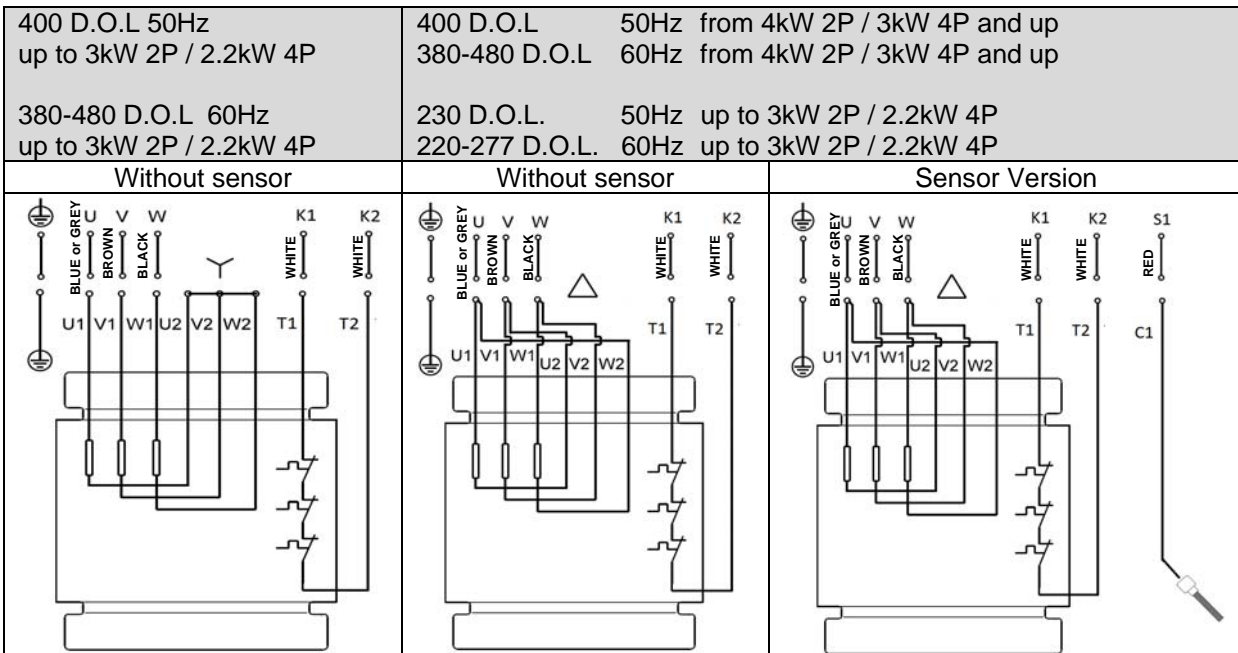 400 D.O.L 50Hz
up to 3kW 2P / 2.2kW 4P
380-480 D.O.L 60Hz
up to 3kW 2P / 2.2kW 4P
400 D.O.L 50Hz from 4kW 2P / 3kW 4P and up
380-480 D.O.L 60Hz from 4kW 2P / 3kW 4P and up
230 D.O.L. 50Hz up to 3kW 2P / 2.2kW 4P
220-277 D.O.L. 60Hz up to 3kW 2P / 2.2kW 4P
Without sensor
Without sensor
Sensor Version
U V W K1 K2
BLUE or GREY
BROWN
BLACK
WHITE
WHITE
U1 V1 W1 U2 V2 W2 T1 T2
U V W K1 K2
BLUE or GREY
BROWN
BLACK
WHITE
WHITE
T1 T2
U1 V1 W1 U2 V2 W2
U V W K1 K2 S1
BLUE or GREY
BROWN
BLACK
WHITE
WHITE
RED
T1 T2 C1
U1 V1 W1 U2 V2 W2